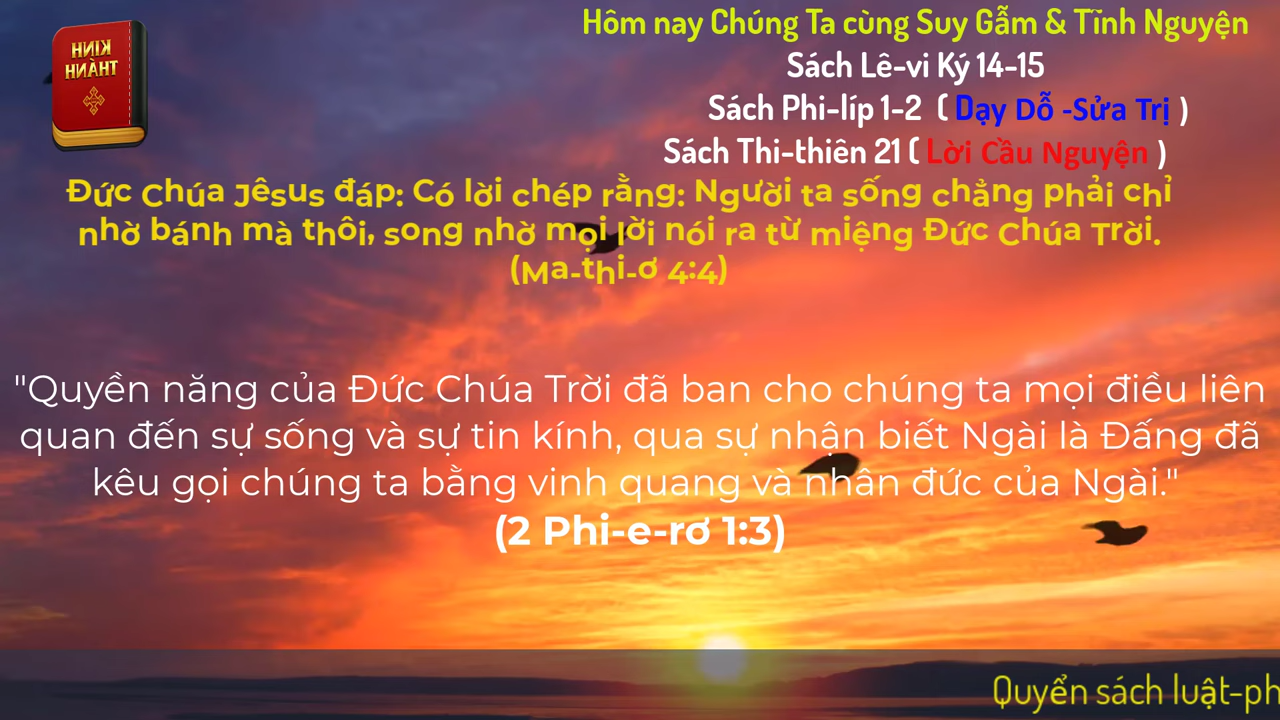 KINH
THÁNH
Hôm nay Chúng Ta cùng Suy Gẫm & Tĩnh Nguyện
Sách Lê-vi Ký 14-15
Sách Phi-líp 1-2 ( Dạy Dỗ -Sửa Trị )
Sách Thi-thiên 21 ( Lời Cầu Nguyện )
Đức Chúa Jêsus đáp: Có lời chép rằng: Người ta sống chẳng phải chỉ
nhờ bánh mà thôi, song nhờ mọi lời nói ra từ miệng Đức Chúa Trời.
(Ma-thi-ơ 4:4)
"Quyền năng của Đức Chúa Trời đã ban cho chúng ta mọi điều liên
quan đến sự sống và sự tin kính, qua sự nhận biết Ngài là Đấng đã
kêu gọi chúng ta bằng vinh quang và nhân đức của Ngài."
(2 Phi-e-rơ 1:3)
Quyển sách luật-ph